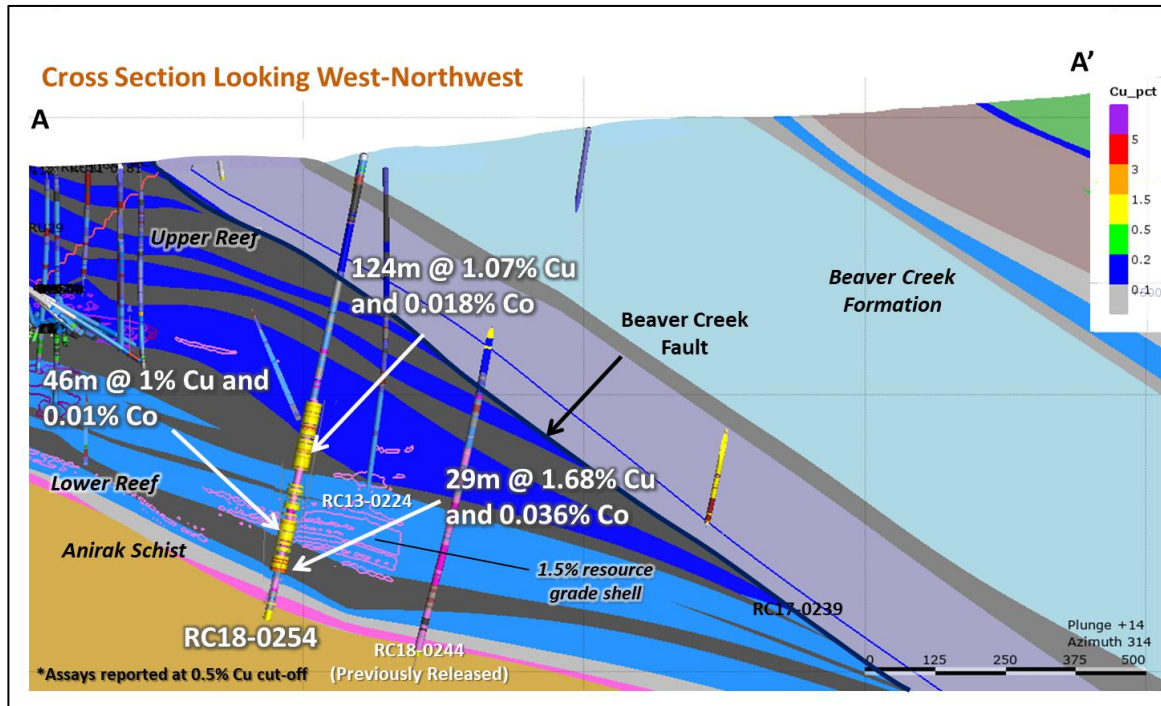 Cross Section Looking West-Northwest
A
A'
Cu_pct
5
3
1.5
0.5
0.2
0.1
Upper Reef
124m @ 1.07% Cu
and 0.018% Co
Beaver Creek
Formation
Beaver Creek
Fault
46m @ 1% Cu and
0.01% Co
29m @ 1.68% Cu
and 0.036% Co
Lower Reef
RC13-0224
Anirak Schist
1.5% resource
grade shell
RC17-0239
RC18-0254
RC18-0244
(Previously Released)
*Assays reported at 0.5% Cu cut-off
Plunge +14
Azimuth 314
0 125 250 375 500